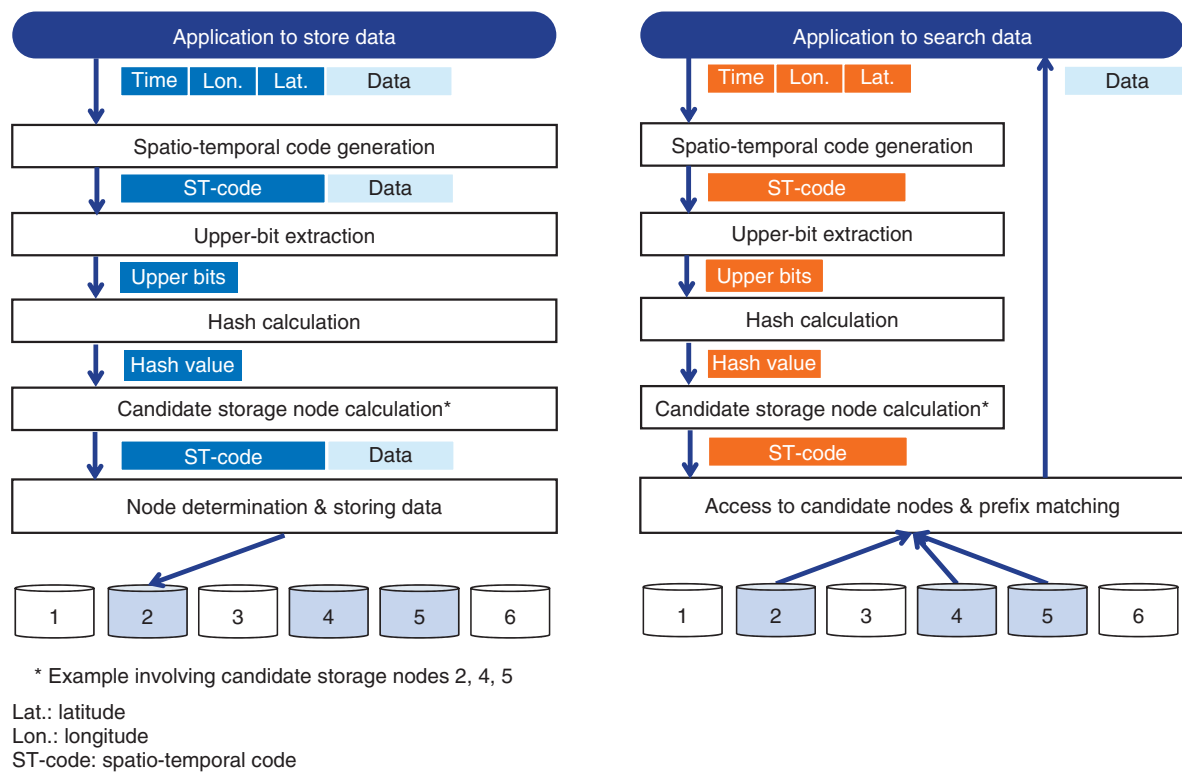 Application to store data
Time Lon. Lat. Data
Spatio-temporal code generation
ST-code Data
Upper-bit extraction
Upper bits
Hash calculation
Hash value
Candidate storage node calculation*
ST-code Data
Node determination & storing data
1 2 3 4 5 6
* Example involving candidate storage nodes 2, 4, 5
Lat.: latitude
Lon.: longitude
ST-code: spatio-temporal code
Application to search data
Time Lon. Lat. Data
Spatio-temporal code generation
ST-code
Upper-bit extraction
Upper bits
Hash calculation
Hash value
Candidate storage node calculation*
ST-code
Access to candidate nodes & prefix matching
1 2 3 4 5 6